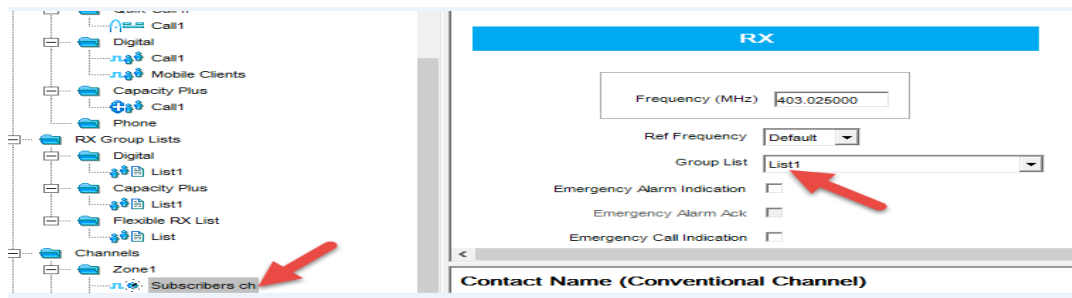 Call1
Digital
Call1
Mobile Clients
Capacity Plus
Call1
Phone
RX Group Lists
Digital
List1
Capacity Plus
List1
Flexible RX List
List
Channels
Zone1
Subscribers ch
RX
Frequency (MHz) 403.025000
Ref Frequency Default
Group List List1
Emergency Alarm Indication
Emergency Alarm Ack
Emergency Call Indication
<
Contact Name (Conventional Channel)